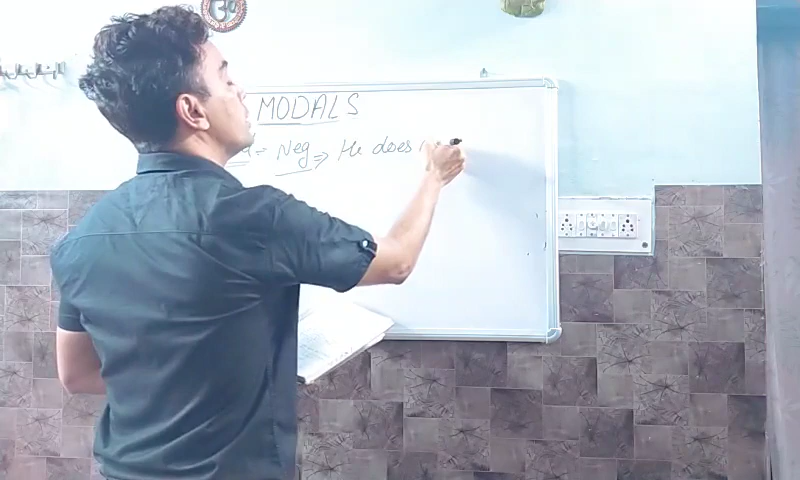 ॐ
MODALS
= Neg ⇒ He does